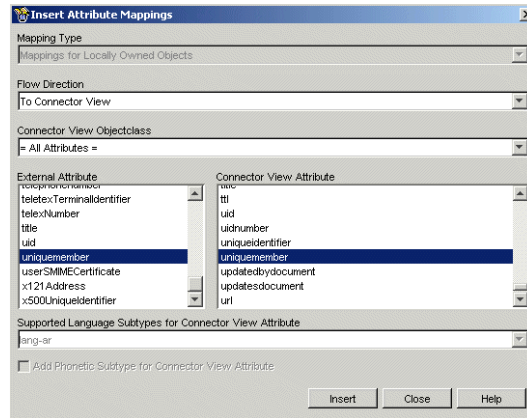 Insert Attribute Mappings
Mapping Type
Mappings for Locally Owned Objects
Flow Direction
To Connector View
Connector View Objectclass
= All Attributes =
External Attribute
telephoneNumber
teletexTerminalIdentifier
telexNumber
title
uid
uniquemember
userSMIMECertificate
x121Address
x500UniqueIdentifier
Connector View Attribute
title
ttl
uid
uidnumber
uniqueidentifier
uniquemember
updatedbydocument
updatesdocument
url
Supported Language Subtypes for Connector View Attribute
lang-ar
Add Phonetic Subtype for Connector View Attribute
Insert Close Help